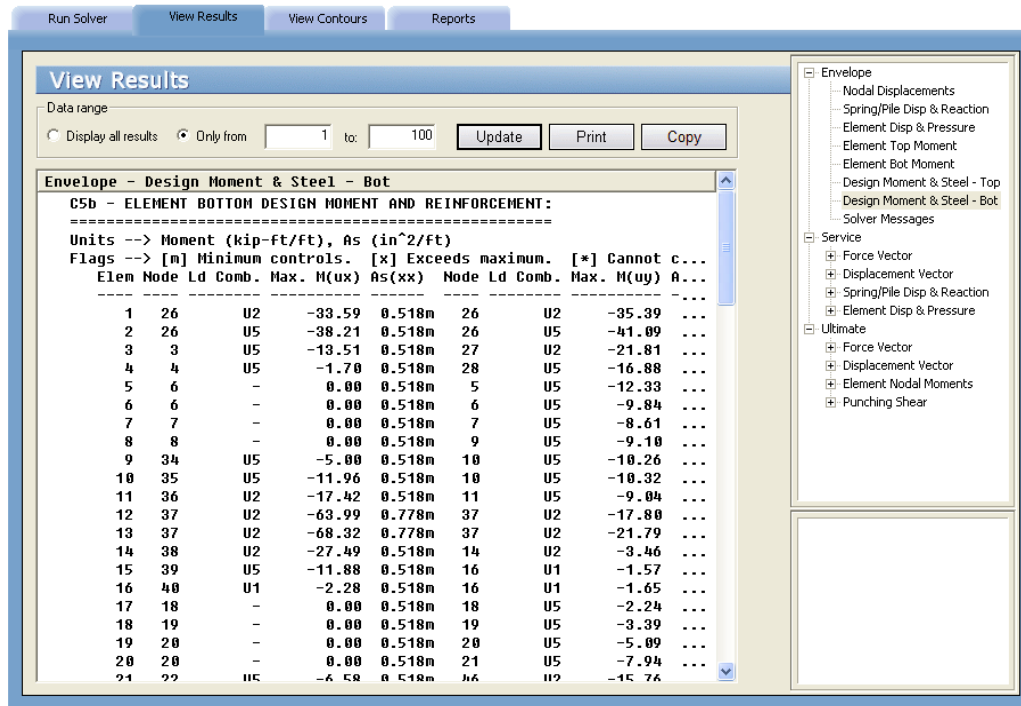 Run Solver View Results View Contours Reports
View Results
Data range
Display all results Only from 1 to: 100 Update Print Copy
Envelope - Design Moment & Steel - Bot
C5b - ELEMENT BOTTOM DESIGN MOMENT AND REINFORCEMENT:
=======================================================
Units --> Moment (kip-ft/ft), As (in^2/ft)
Flags --> [m] Minimum controls. [x] Exceeds maximum. [*] Cannot c...
Elem Node Ld Comb. Max. M(ux) As(xx) Node Ld Comb. Max. M(uy) A...
---- ---- -------- ---------- ------ ---- -------- ---------- -...
1 26 U2 -33.59 0.518m 26 U2 -35.39 ...
2 26 U5 -38.21 0.518m 26 U5 -41.09 ...
3 3 U5 -13.51 0.518m 27 U2 -21.81 ...
4 4 U5 -1.70 0.518m 28 U5 -16.88 ...
5 6 - 0.00 0.518m 5 U5 -12.33 ...
6 6 - 0.00 0.518m 6 U5 -9.84 ...
7 7 - 0.00 0.518m 7 U5 -8.61 ...
8 8 - 0.00 0.518m 9 U5 -9.10 ...
9 34 U5 -5.00 0.518m 10 U5 -10.26 ...
10 35 U5 -11.96 0.518m 10 U5 -10.32 ...
11 36 U2 -17.42 0.518m 11 U5 -9.04 ...
12 37 U2 -63.99 0.778m 37 U2 -17.80 ...
13 37 U2 -68.32 0.778m 37 U2 -21.79 ...
14 38 U2 -27.49 0.518m 14 U2 -3.46 ...
15 39 U5 -11.88 0.518m 16 U1 -1.57 ...
16 40 U1 -2.28 0.518m 16 U1 -1.65 ...
17 18 - 0.00 0.518m 18 U5 -2.24 ...
18 19 - 0.00 0.518m 19 U5 -3.39 ...
19 20 - 0.00 0.518m 20 U5 -5.09 ...
20 20 - 0.00 0.518m 21 U5 -7.94 ...
21 22 U5 -6.58 0.518m 46 U2 -15.76 ...
Envelope
Nodal Displacements
Spring/Pile Disp & Reaction
Element Disp & Pressure
Element Top Moment
Element Bot Moment
Design Moment & Steel - Top
Design Moment & Steel - Bot
Solver Messages
Service
Force Vector
Displacement Vector
Spring/Pile Disp & Reaction
Element Disp & Pressure
Ultimate
Force Vector
Displacement Vector
Element Nodal Moments
Punching Shear